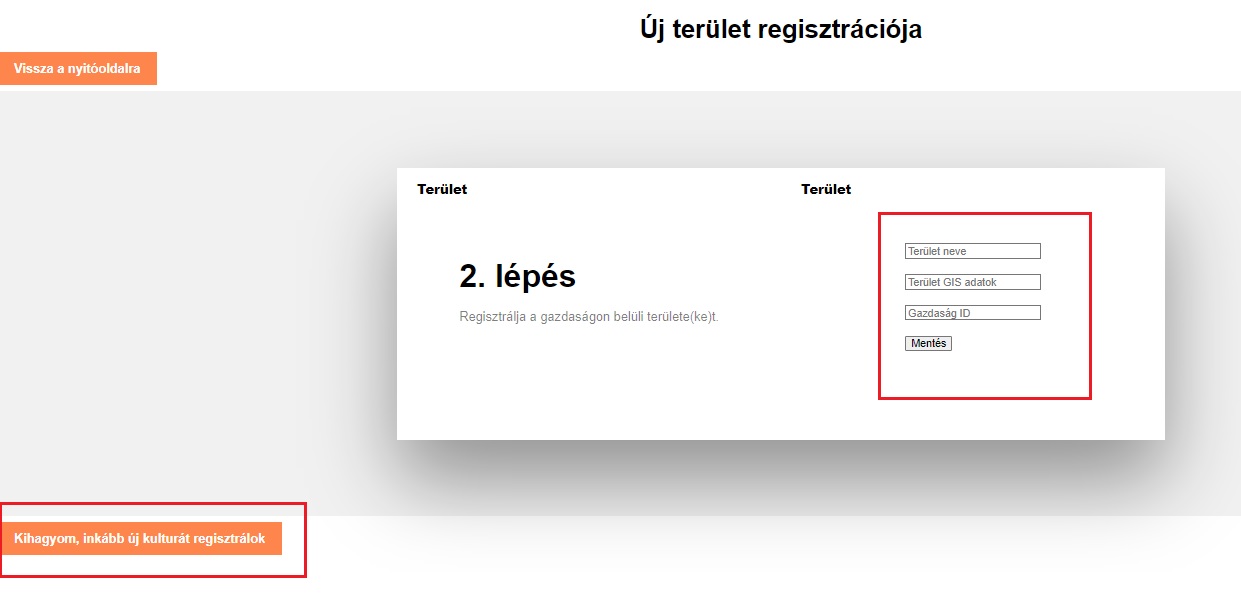 Új terület regisztrációja
Vissza a nyitóoldalra
Terület
Terület
2. lépés
Regisztrálja a gazdaságon belüli területe(ke)t.
Terület neve
Terület GIS adatok
Gazdaság ID
Mentés
Kihagyom, inkább új kulturát regisztrálok